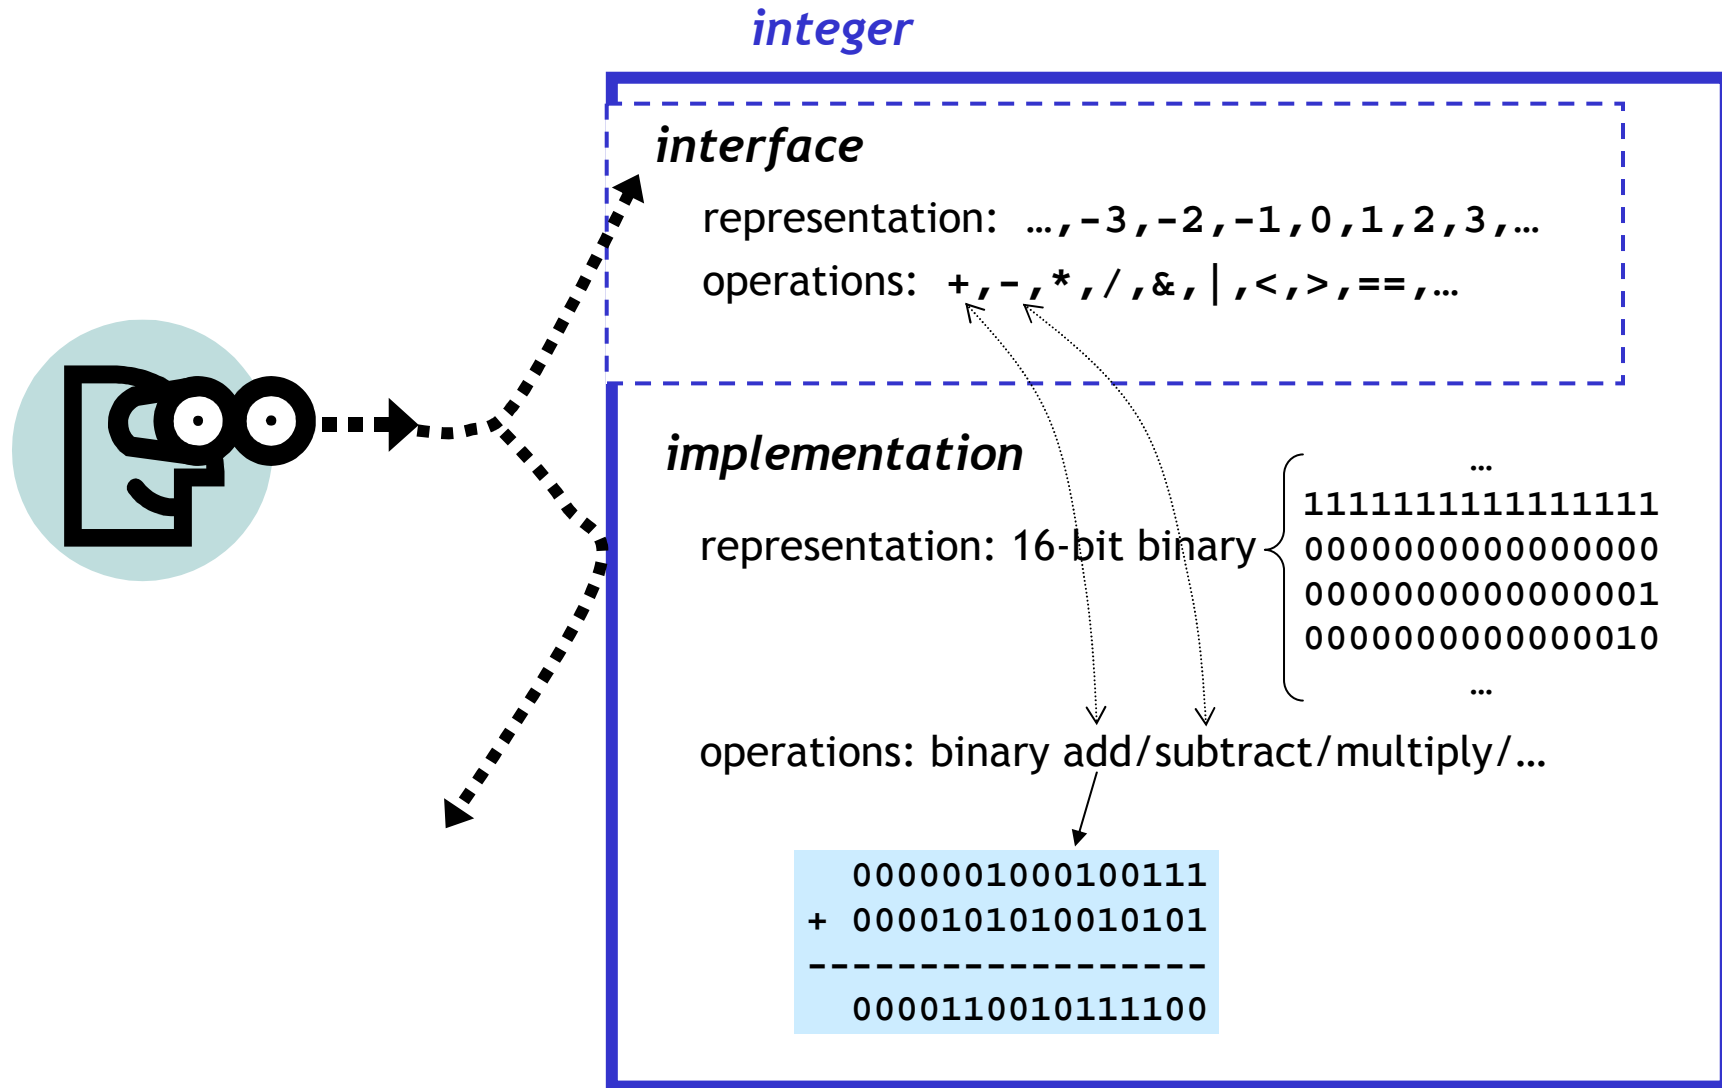 integer
interface
representation: …,-3,-2,-1,0,1,2,3,…
operations: +,-,*,/,&,|,<,>,==,…
implementation
representation: 16-bit binary
…
1111111111111111
0000000000000000
0000000000000001
0000000000000010
…
operations: binary add/subtract/multiply/…
0000001000100111
+ 0000101010010101
------------------
0000110010111100